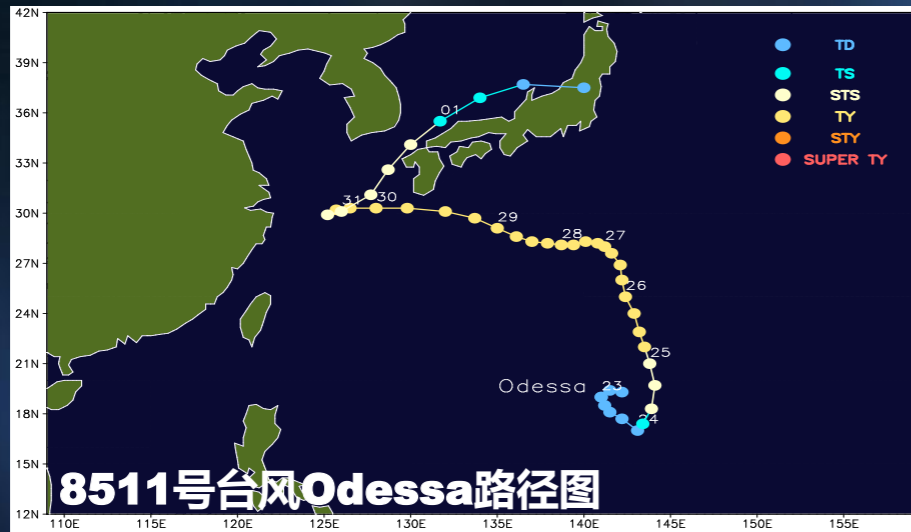 42N
39N
36N
33N
30N
27N
24N
21N
18N
15N
12N
110E
115E
120E
125E
130E
135E
140E
145E
150E
155E
TD
TS
STS
TY
STY
SUPER TY
01
31
30
29
28
27
26
25
Odessa
23
24
8511号台风Odessa路径图